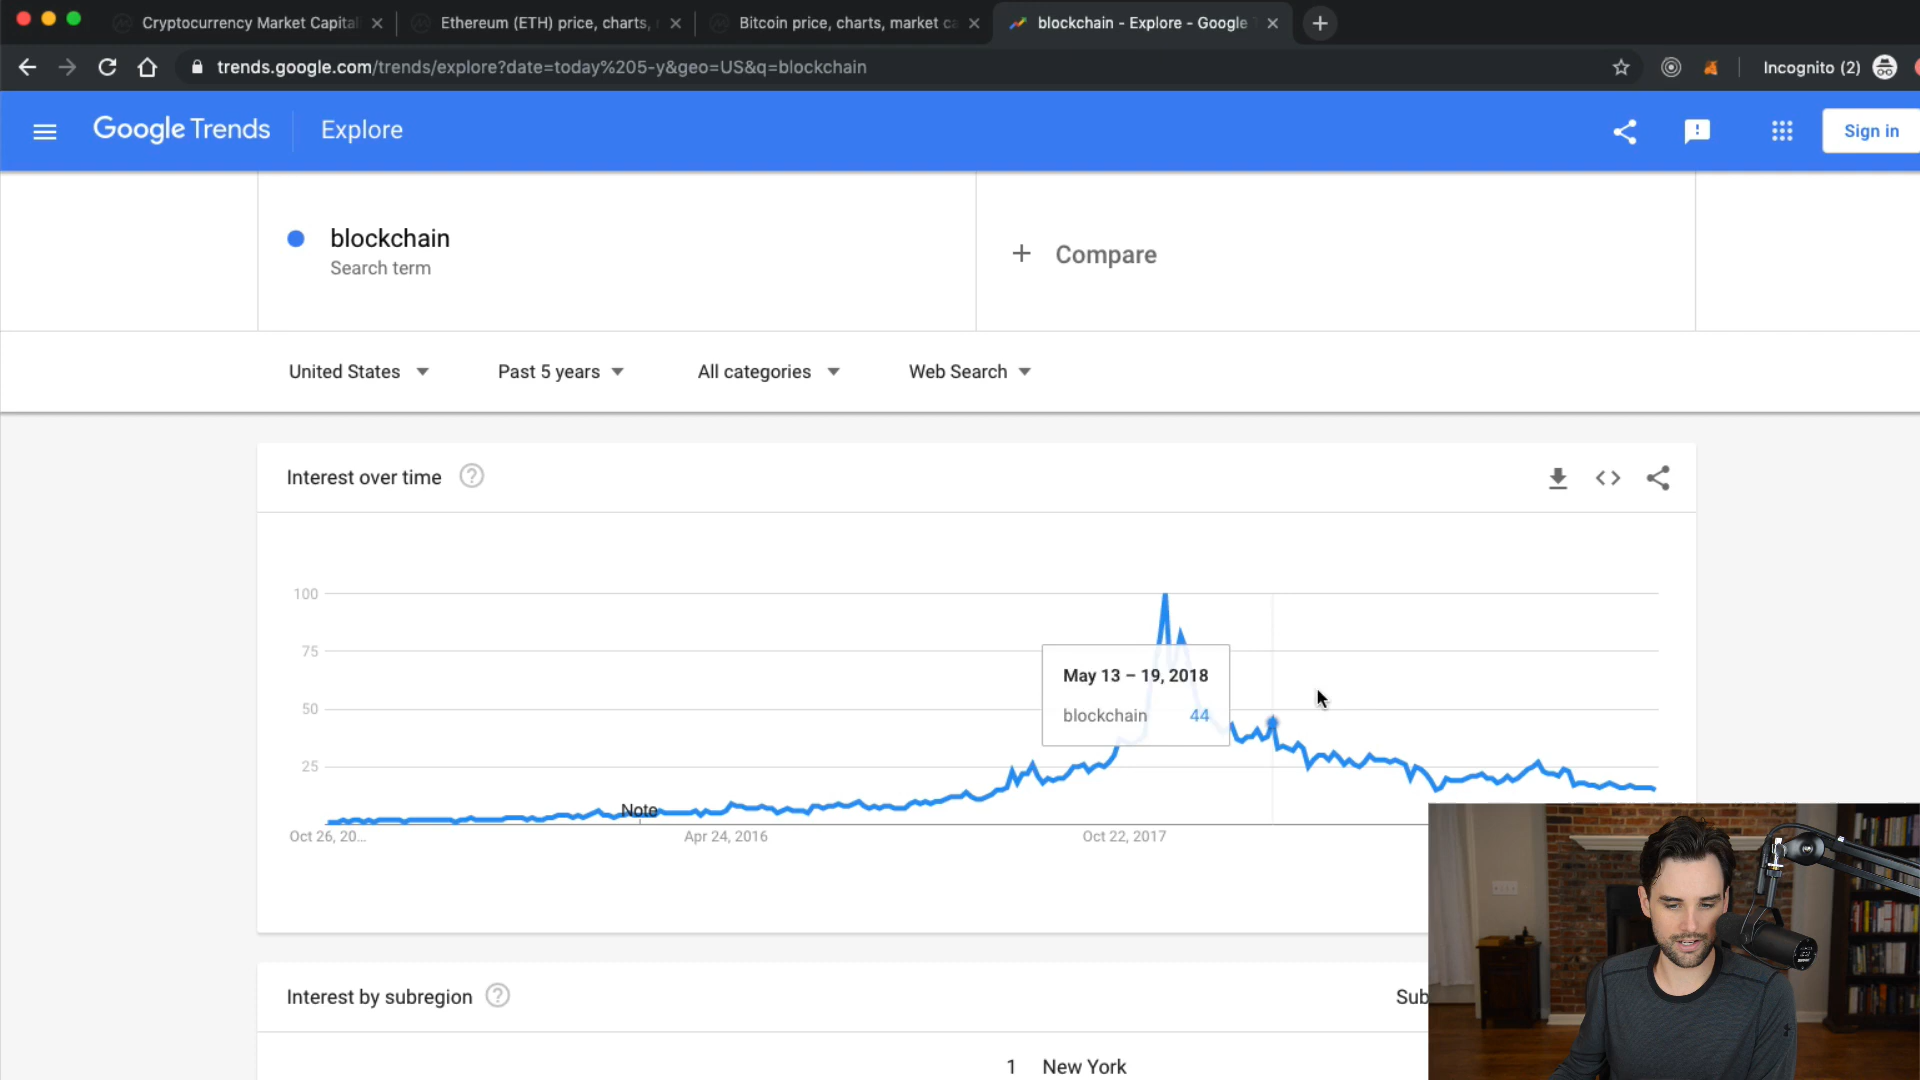 Cryptocurrency Market Capital
Ethereum (ETH) price, charts,
Bitcoin price, charts, market ca
blockchain - Explore - Google
trends.google.com/trends/explore?date=today%205-y&geo=US&q=blockchain
Incognito (2)
Google Trends
Explore
Sign in
blockchain
Search term
+ Compare
United States
Past 5 years
All categories
Web Search
Interest over time
100
75
50
25
May 13 – 19, 2018
blockchain 44
Note
Oct 26, 20...
Apr 24, 2016
Oct 22, 2017
Interest by subregion
Sub
1 New York